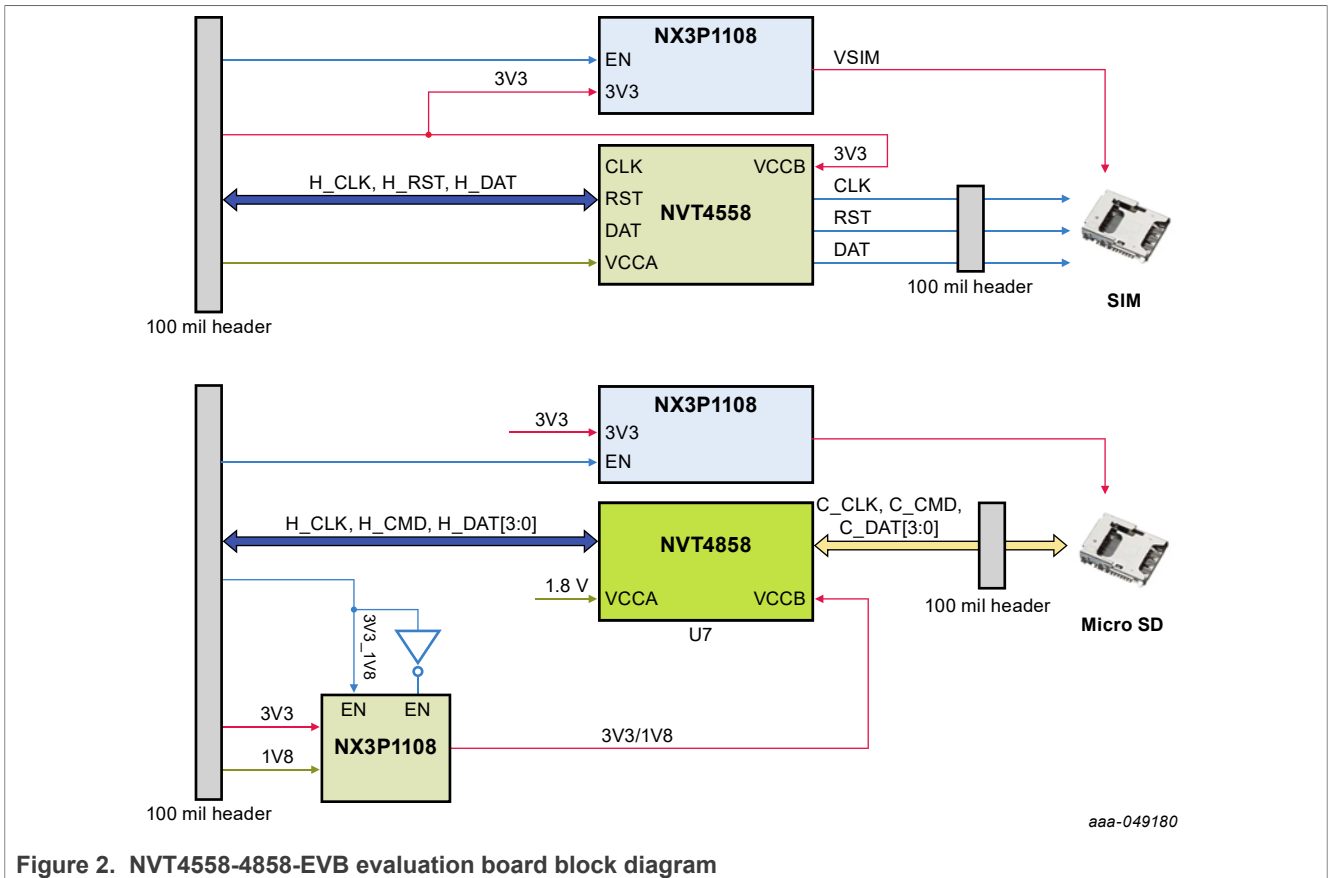 NX3P1108
EN
VSIM
3V3
3V3
CLK
VCCB
3V3
H_CLK, H_RST, H_DAT
RST
NVT4558
CLK
DAT
RST
VCCA
DAT
100 mil header
SIM
100 mil header
NX3P1108
3V3
3V3
EN
H_CLK, H_CMD, H_DAT[3:0]
NVT4858
C_CLK, C_CMD,
C_DAT[3:0]
1.8 V
VCCA
VCCB
100 mil header
U7
Micro SD
3V3_1V8
3V3
EN
EN
NX3P1108
3V3/1V8
1V8
100 mil header
aaa-049180
Figure 2. NVT4558-4858-EVB evaluation board block diagram